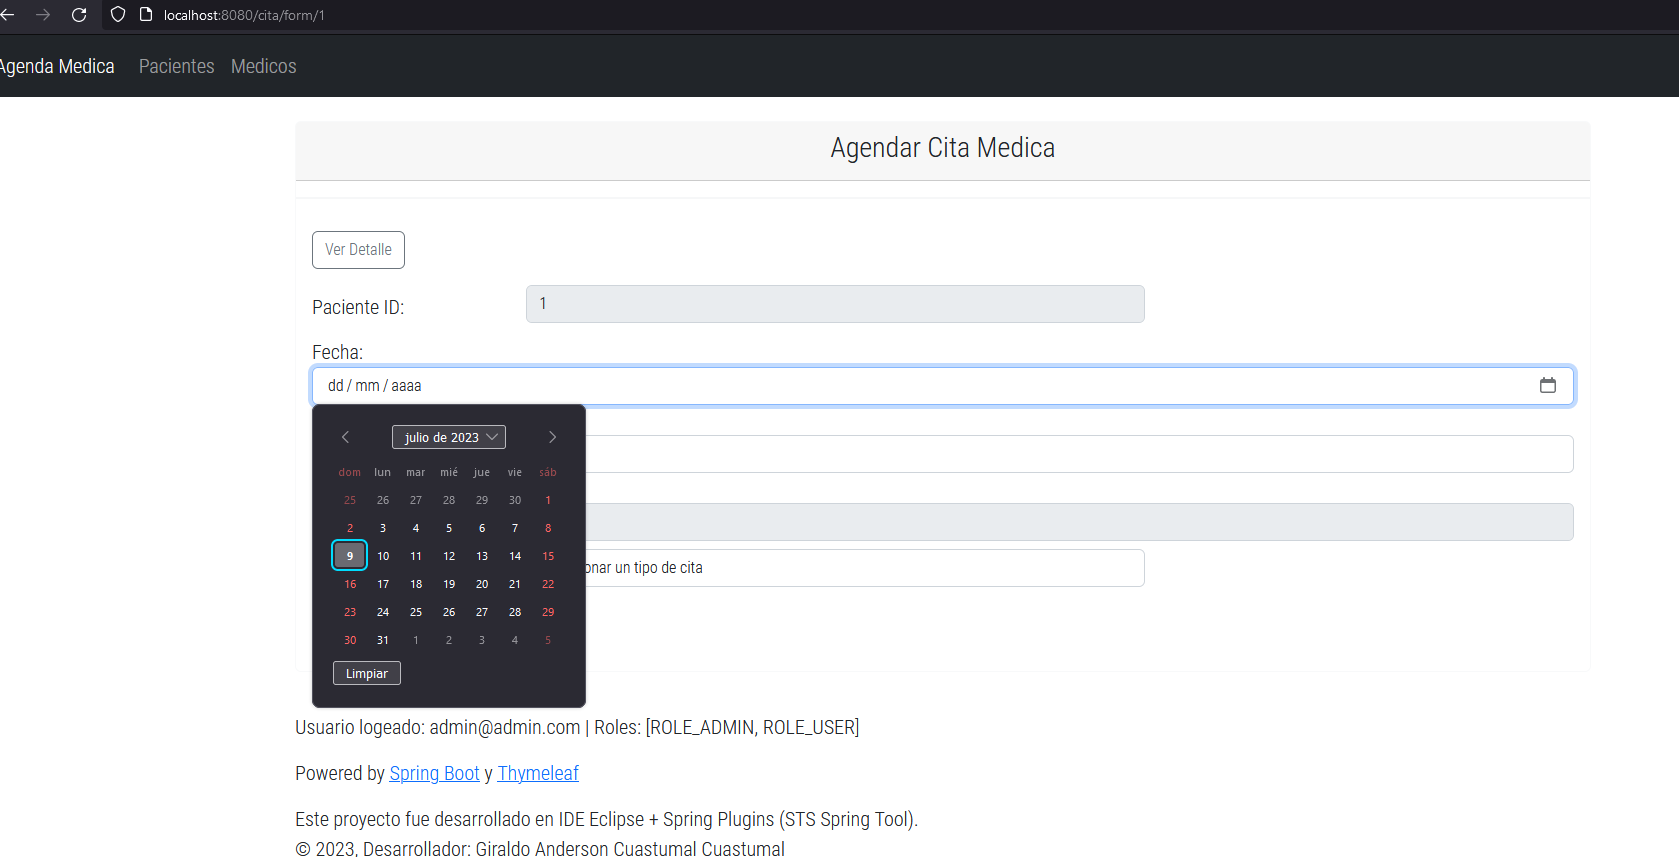 localhost:8080/cita/form/1
Agenda Medica Pacientes Medicos
Agendar Cita Medica
Ver Detalle
Paciente ID: 1
Fecha:
dd / mm / aaaa
julio de 2023
dom lun mar mié jue vie sáb
25 26 27 28 29 30 1
2 3 4 5 6 7 8
9 10 11 12 13 14 15
16 17 18 19 20 21 22
23 24 25 26 27 28 29
30 31 1 2 3 4 5
un tipo de cita
Limpiar
Usuario logeado: admin@admin.com | Roles: [ROLE_ADMIN, ROLE_USER]
Powered by Spring Boot y Thymeleaf
Este proyecto fue desarrollado en IDE Eclipse + Spring Plugins (STS Spring Tool).
© 2023, Desarrollador: Giraldo Anderson Cuastumal Cuastumal